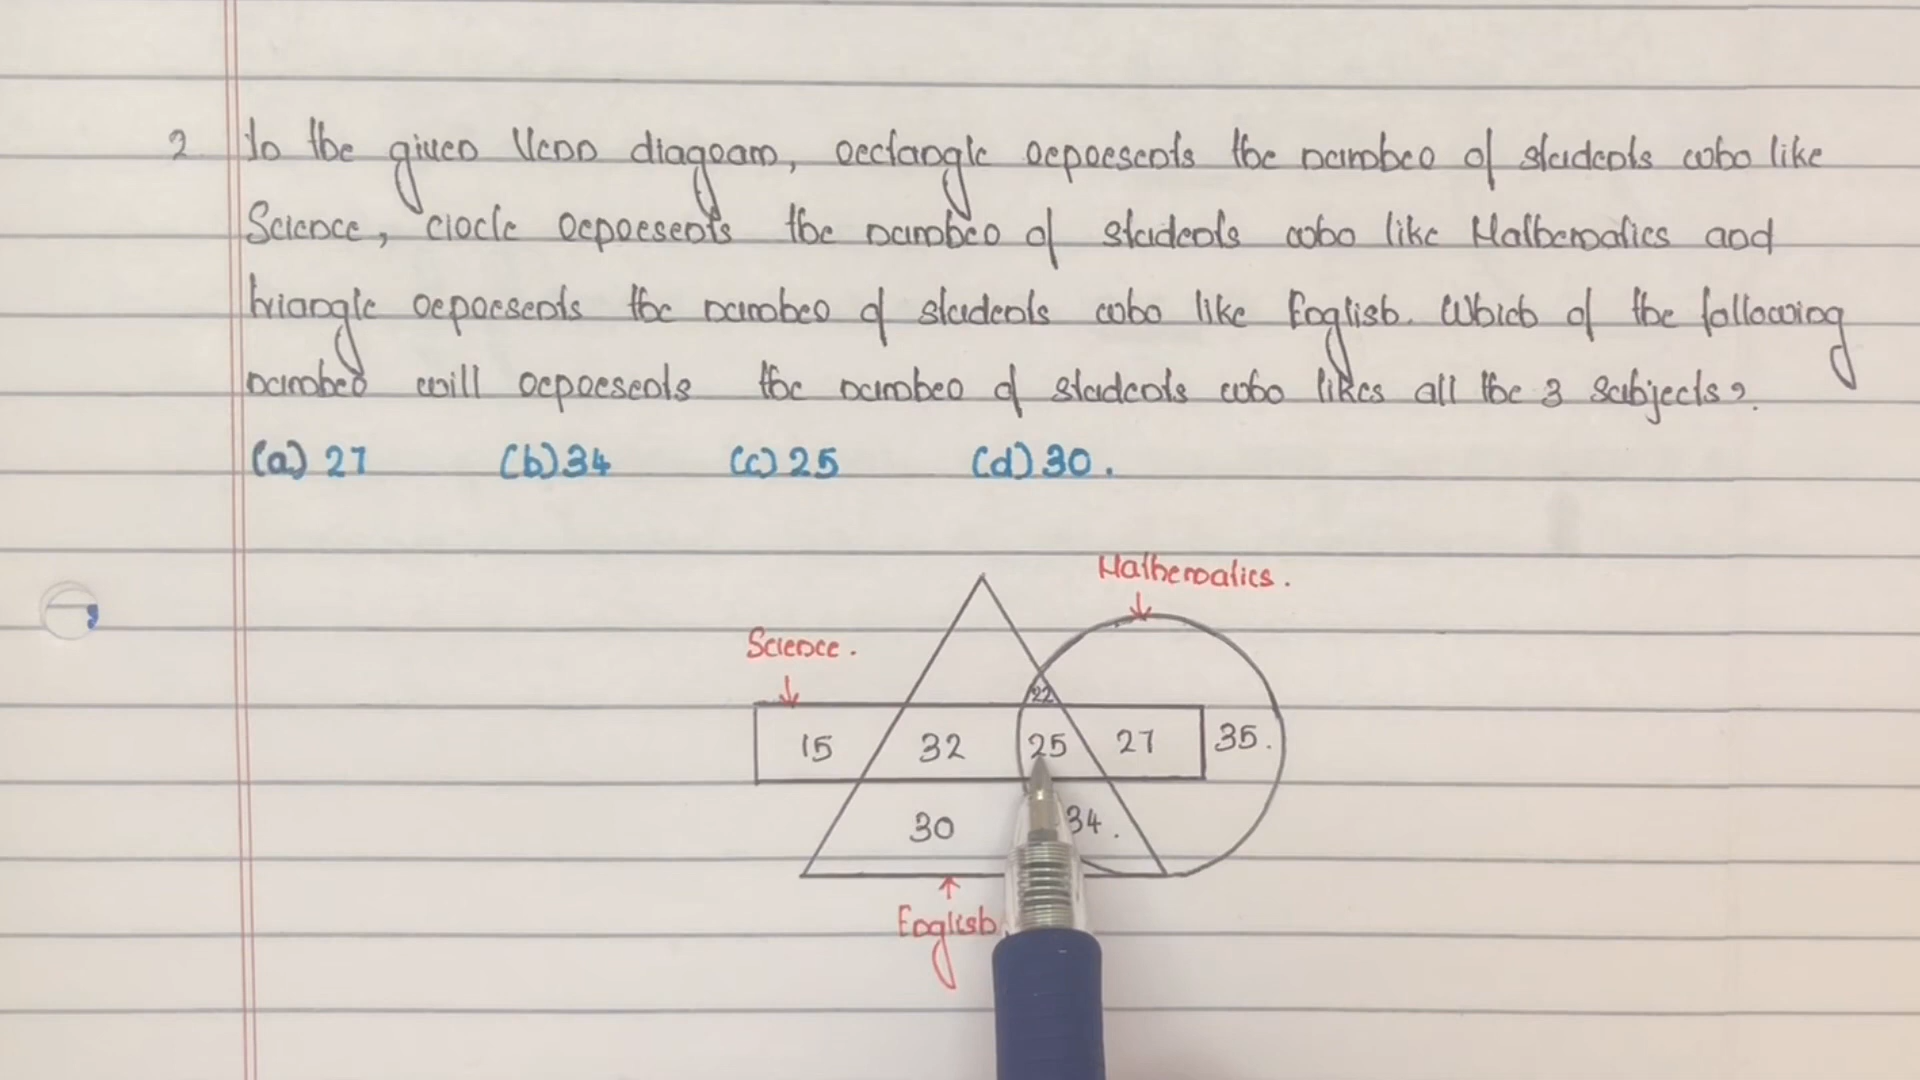 2. In the given Venn diagram, rectangle represents the number of students who like
Science, circle represents the number of students who like Mathematics and
triangle represents the number of students who like English. Which of the following
number will represents the number of students who likes all the 3 subjects?.
(a) 27 (b) 34 (c) 25 (d) 30.
Mathematics.
Science.
22
15 32 25 27 35.
30 34.
English.